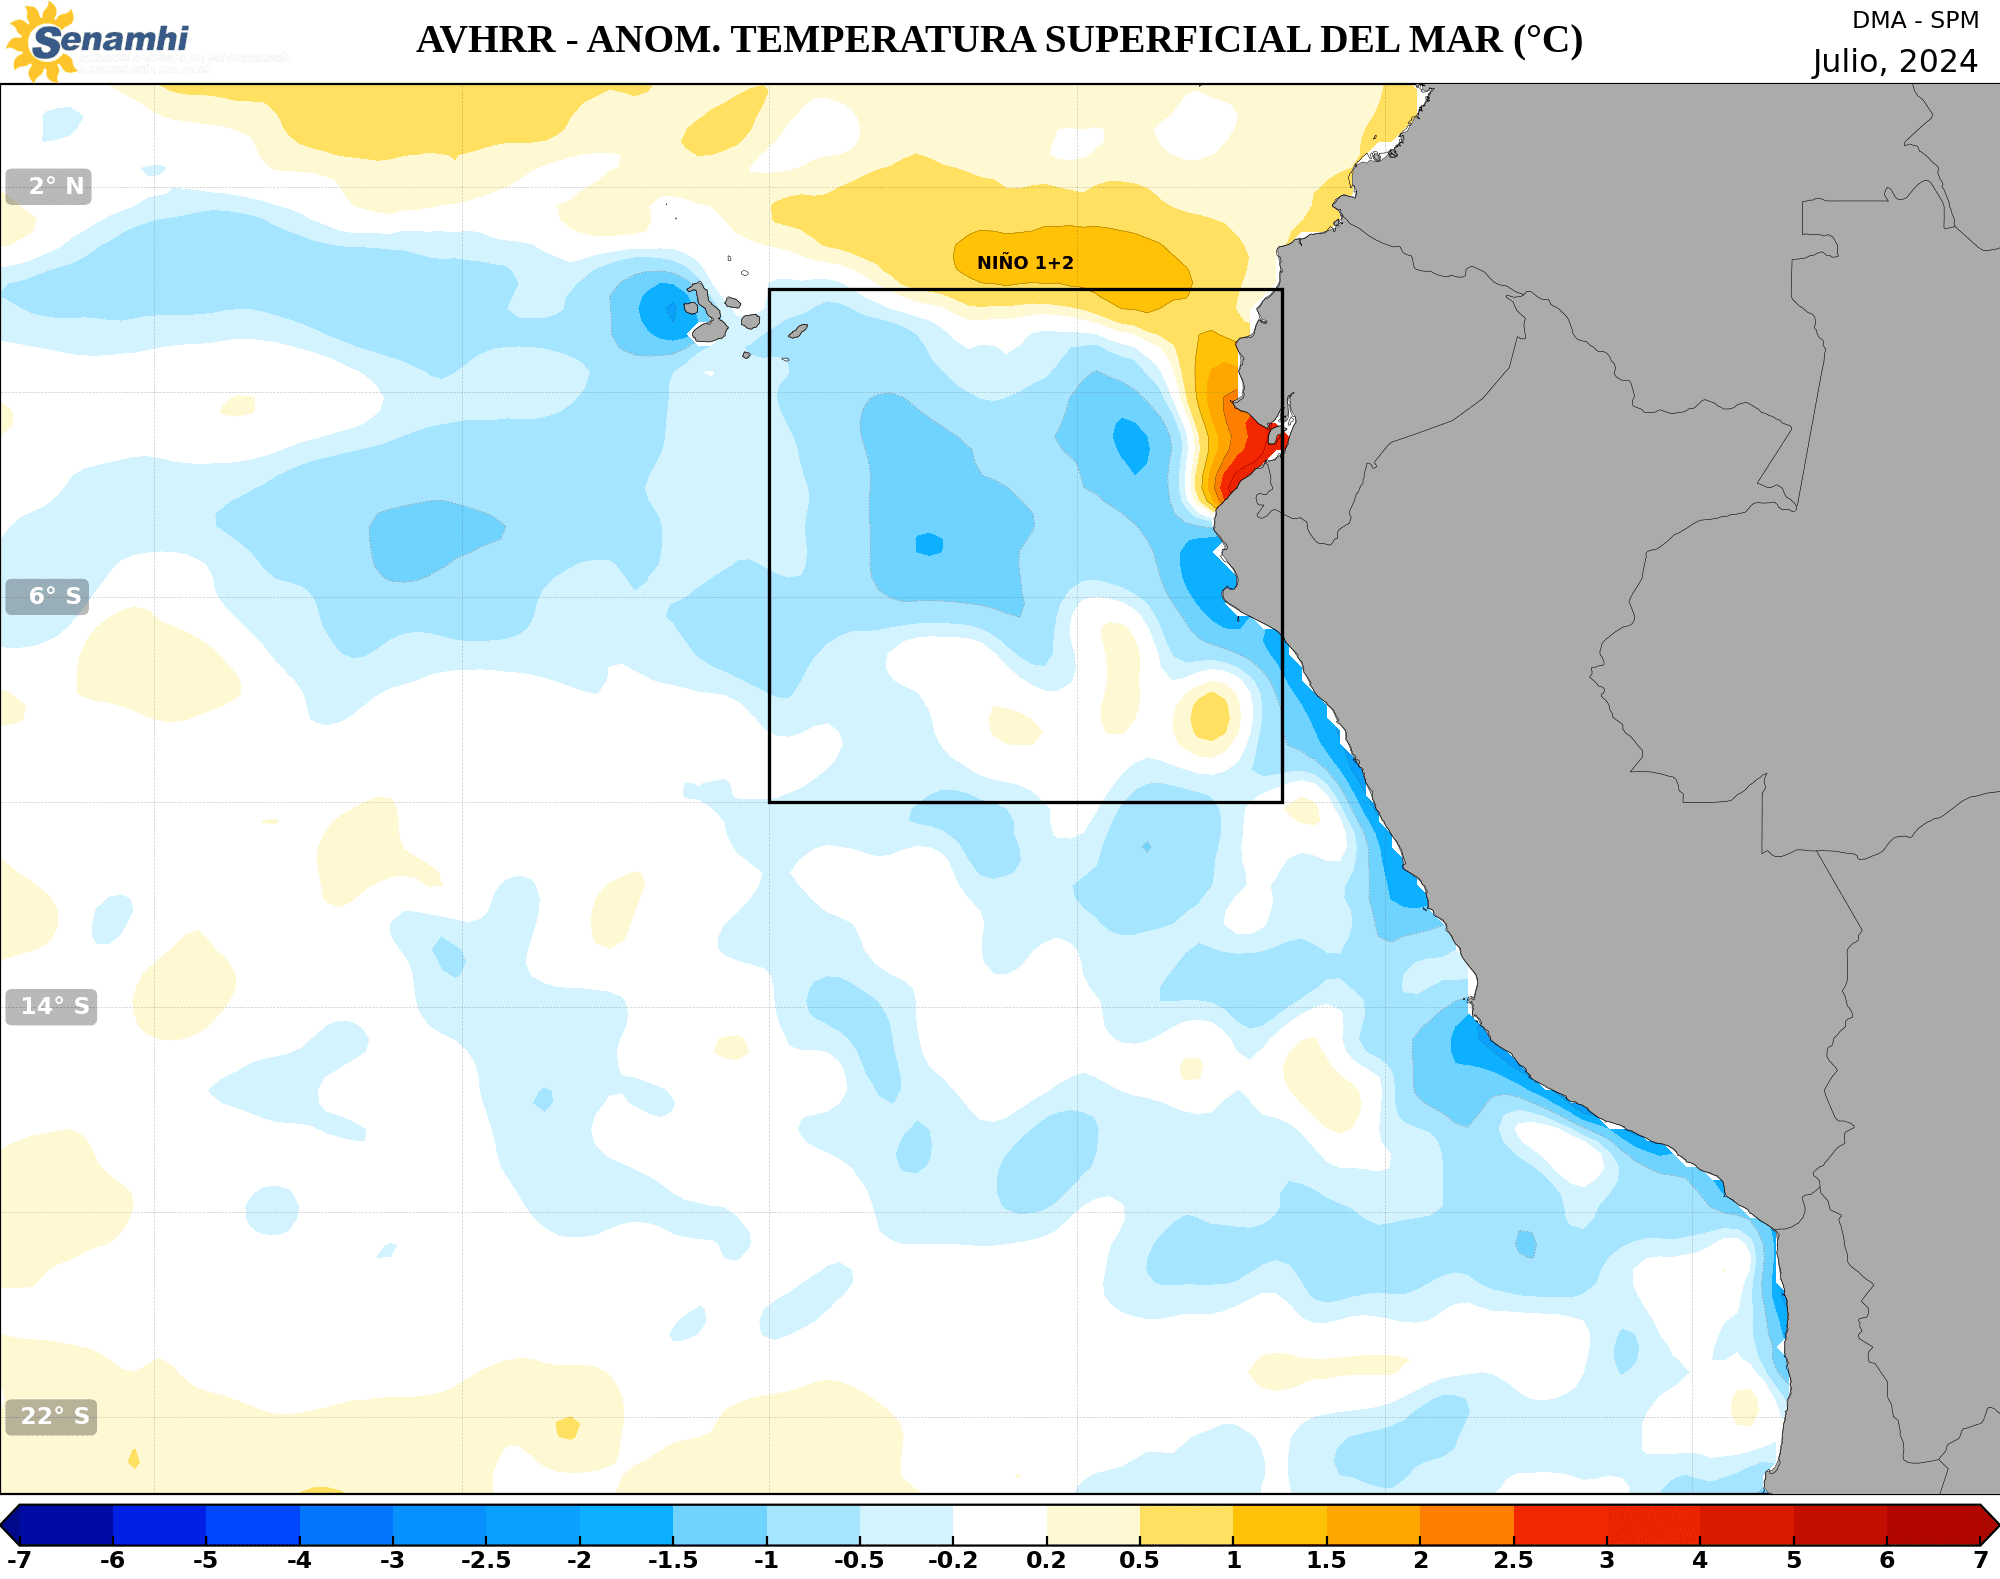 Senamhi
AVHRR - ANOM. TEMPERATURA SUPERFICIAL DEL MAR (°C)
DMA - SPM
Julio, 2024
2° N
NIÑO 1+2
6° S
14° S
22° S
-7 -6 -5 -4 -3 -2.5 -2 -1.5 -1 -0.5 -0.2 0.2 0.5 1 1.5 2 2.5 3 4 5 6 7